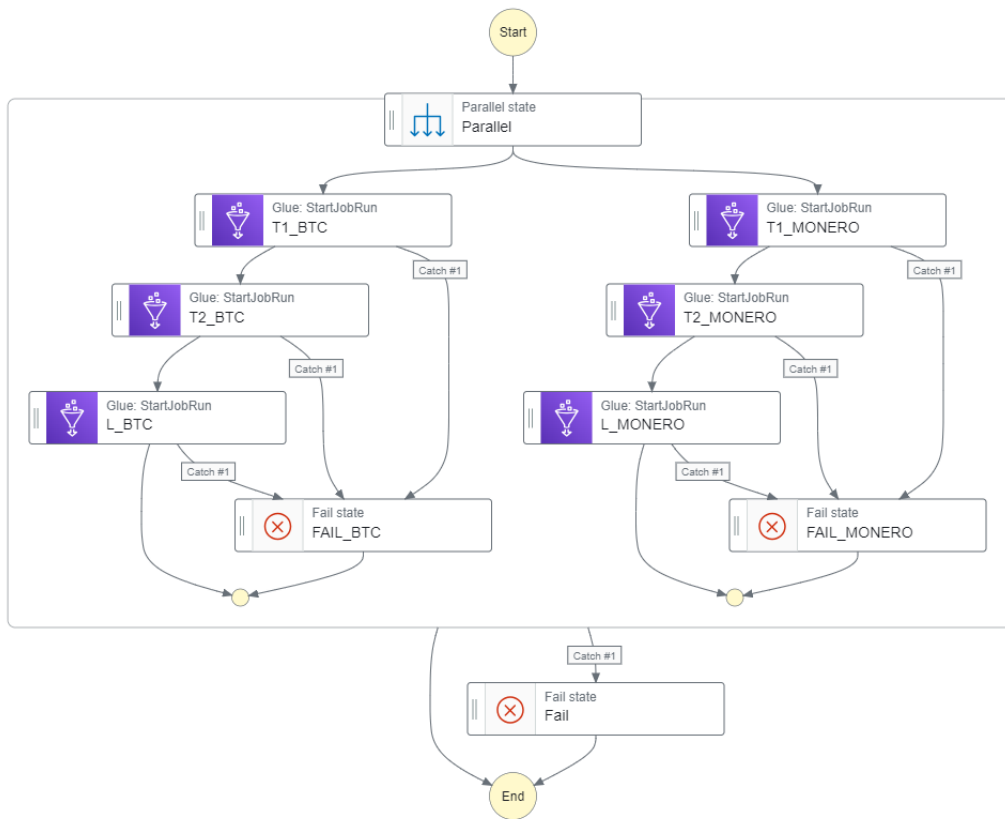 Start
Parallel state
Parallel
Glue: StartJobRun
T1_BTC
Glue: StartJobRun
T1_MONERO
Catch #1
Catch #1
Glue: StartJobRun
T2_BTC
Glue: StartJobRun
T2_MONERO
Catch #1
Catch #1
Glue: StartJobRun
L_BTC
Glue: StartJobRun
L_MONERO
Catch #1
Catch #1
Fail state
FAIL_BTC
Fail state
FAIL_MONERO
Catch #1
Fail state
Fail
End